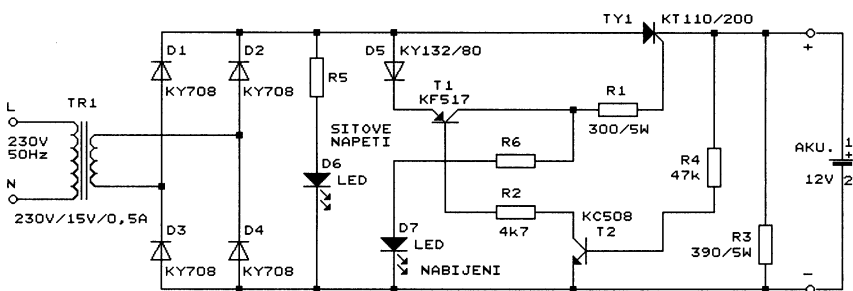 TY1 KT110/200
D1 D2 D5 KY132/80
+
R5 T1 R1
KY708 KY708 KF517
L TR1
230V 50Hz
300/5W
SITOVE NAPETI
R6
AKU. 1
+
R4 47k
D6 LED
12V 2
N
R2
230V/15V/0,5A
KC508
D3 D4 D7 4k7 T2
LED
R3 390/5W
KY708 KY708 NABIJENI
−